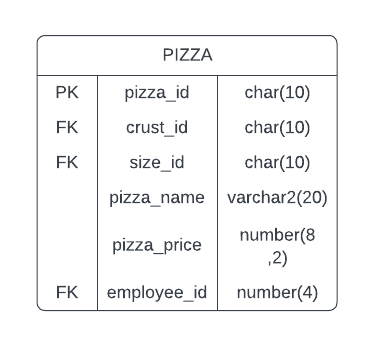 PIZZA
PK pizza_id char(10)
FK crust_id char(10)
FK size_id char(10)
pizza_name varchar2(20)
pizza_price number(8
,2)
FK employee_id number(4)